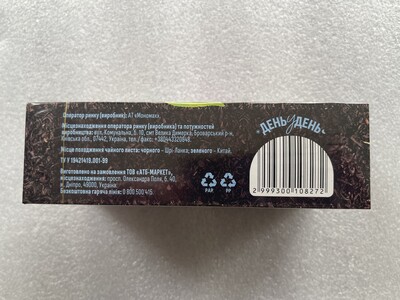 Оператор ринку (виробник): АТ «Мономах»,
Місцезнаходження оператора ринку (виробника) та потужностей
виробництва: вул. Комунальна, б. 10, смт Велика Димерка, Броварський р-н,
Київська обл., 07442, Україна, тел./факс: +380443320848.
Місце походження чайного листа: чорного - Шрі-Ланка, зеленого - Китай.
ТУ У 19421419.001-99
Виготовлено на замовлення ТОВ «АТБ-МАРКЕТ»,
місцезнаходження: просп. Олександра Поля, б. 40,
м. Дніпро, 49000, Україна
Безкоштовна гаряча лінія: 0 800 500 415
PAP
PP
ДЕНЬ У ДЕНЬ
2 999300 108272